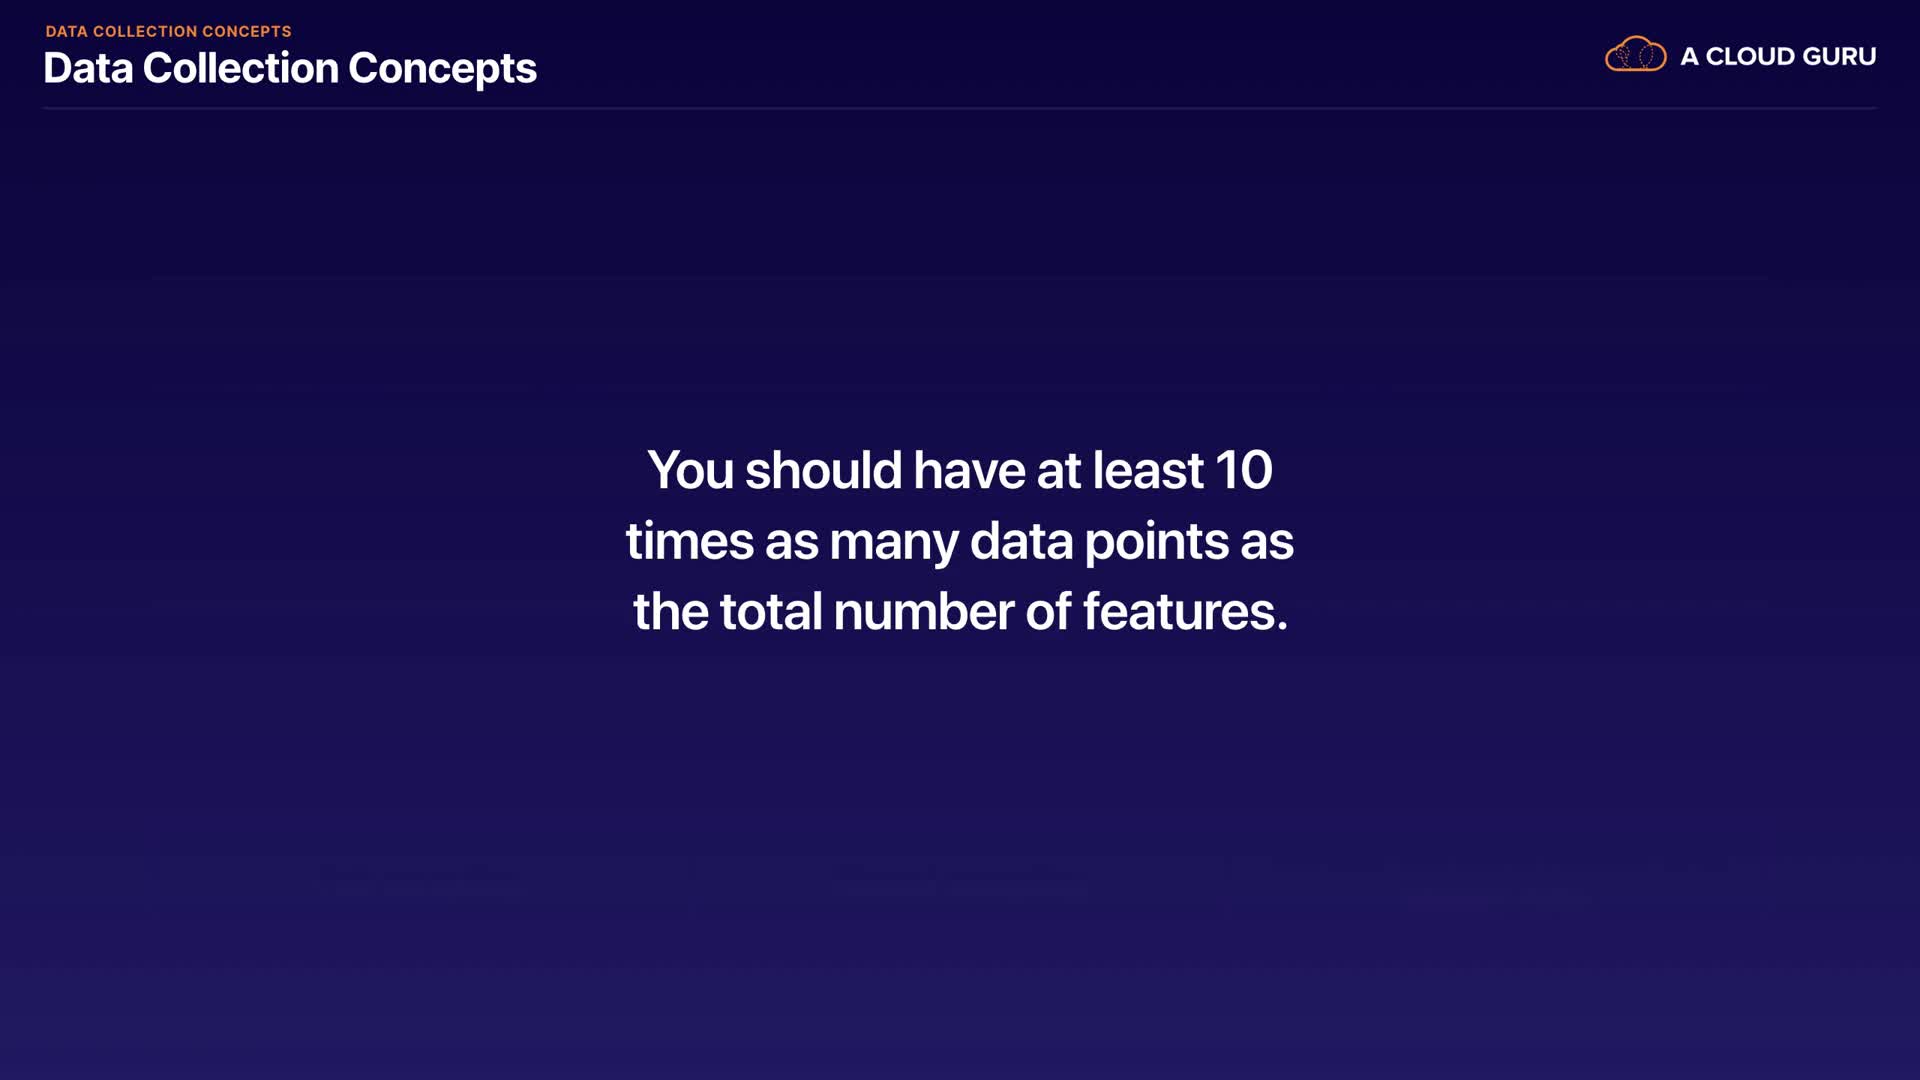 DATA COLLECTION CONCEPTS
Data Collection Concepts
A CLOUD GURU
You should have at least 10
times as many data points as
the total number of features.